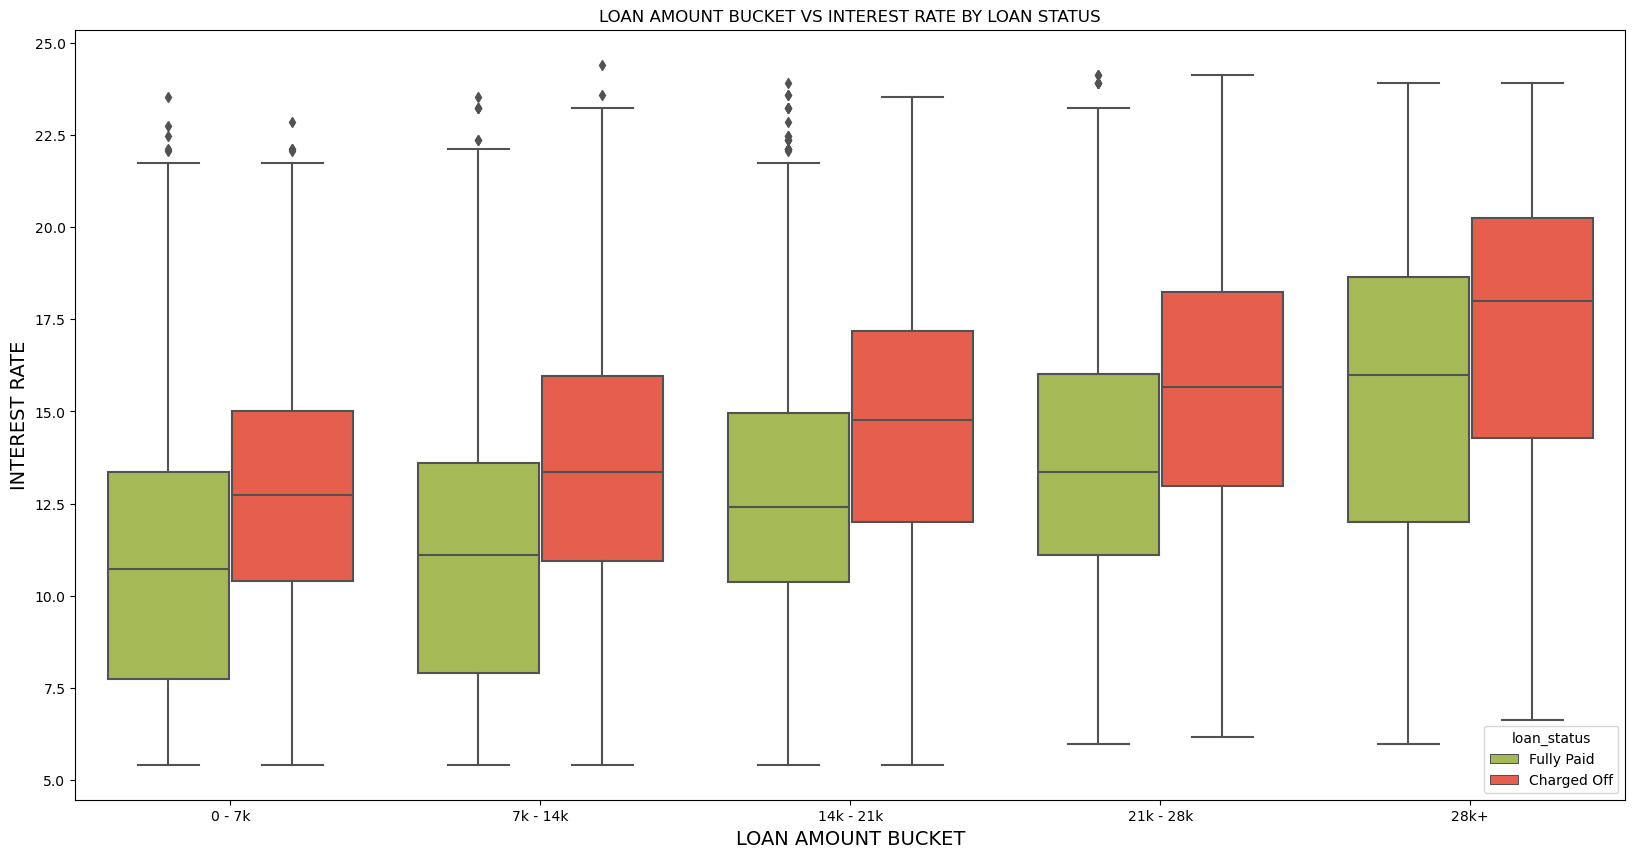 LOAN AMOUNT BUCKET VS INTEREST RATE BY LOAN STATUS
25.0
22.5
20.0
17.5
15.0
12.5
10.0
7.5
5.0
INTEREST RATE
loan_status
Fully Paid
Charged Off
0 - 7k
7k - 14k
14k - 21k
21k - 28k
28k+
LOAN AMOUNT BUCKET